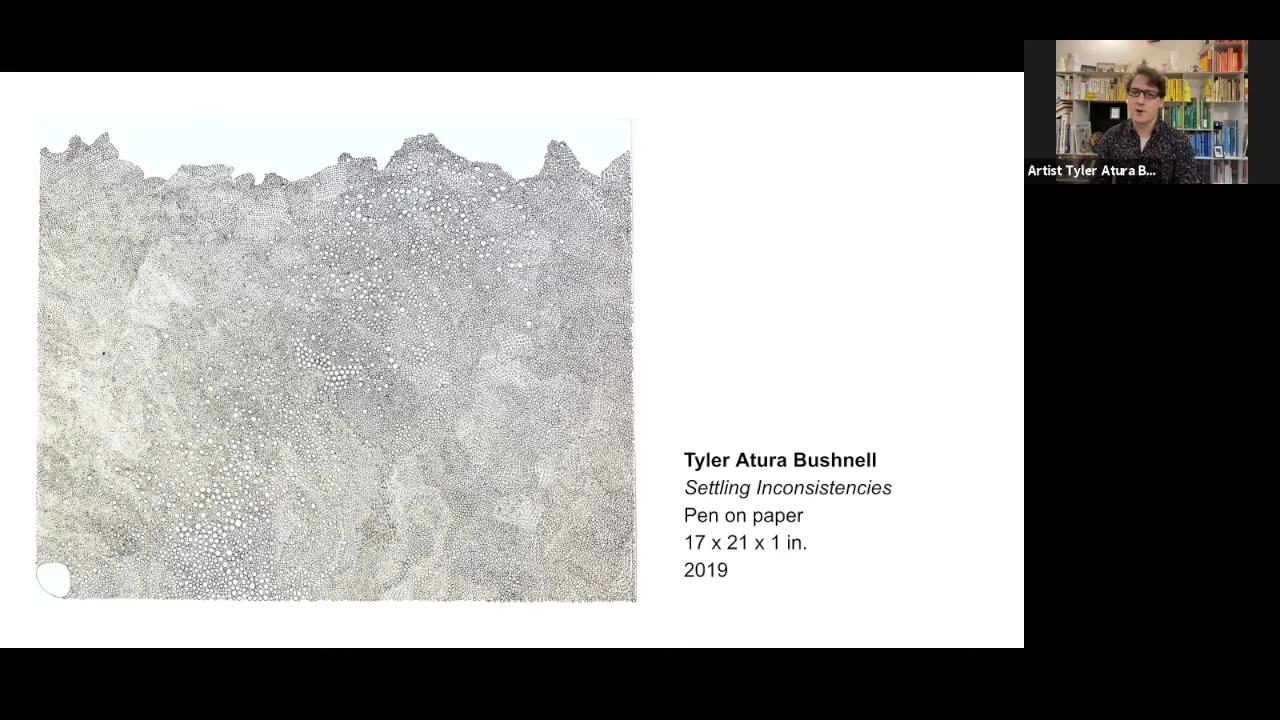 Artist Tyler Atura B...
Tyler Atura Bushnell
Settling Inconsistencies
Pen on paper
17 x 21 x 1 in.
2019